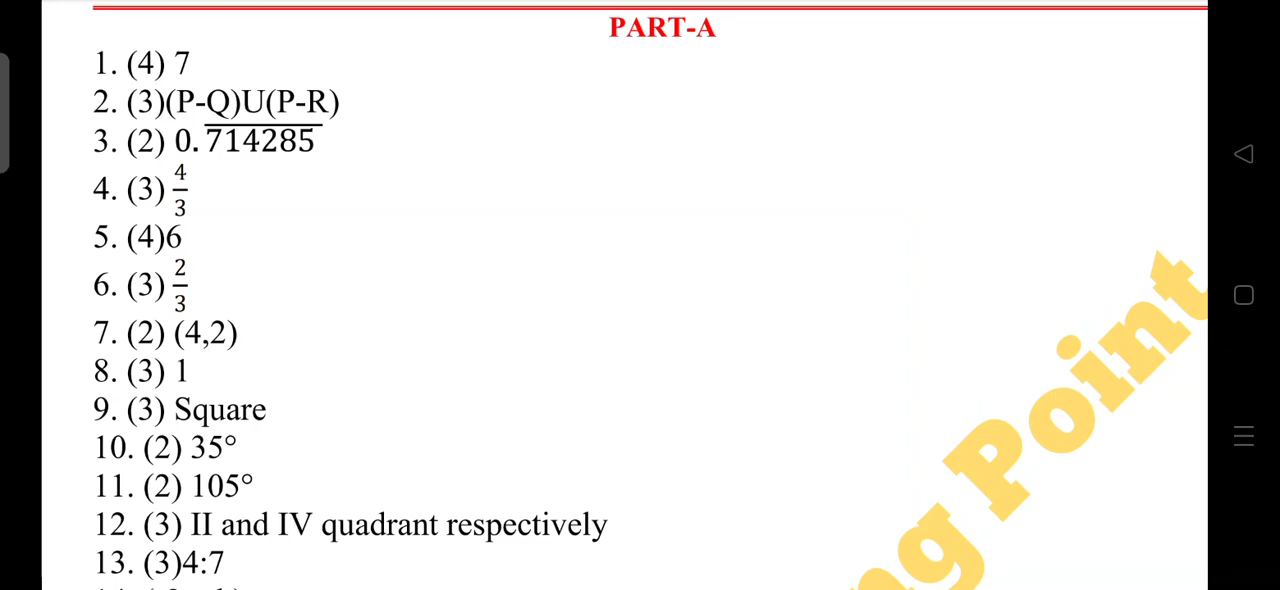 PART-A
1. (4) 7
2. (3)(P-Q)U(P-R)
3. (2) 0. 714285
4. (3) 4/3
5. (4)6
6. (3) 2/3
7. (2) (4,2)
8. (3) 1
9. (3) Square
10. (2) 35°
11. (2) 105°
12. (3) II and IV quadrant respectively
13. (3)4:7
ng Point